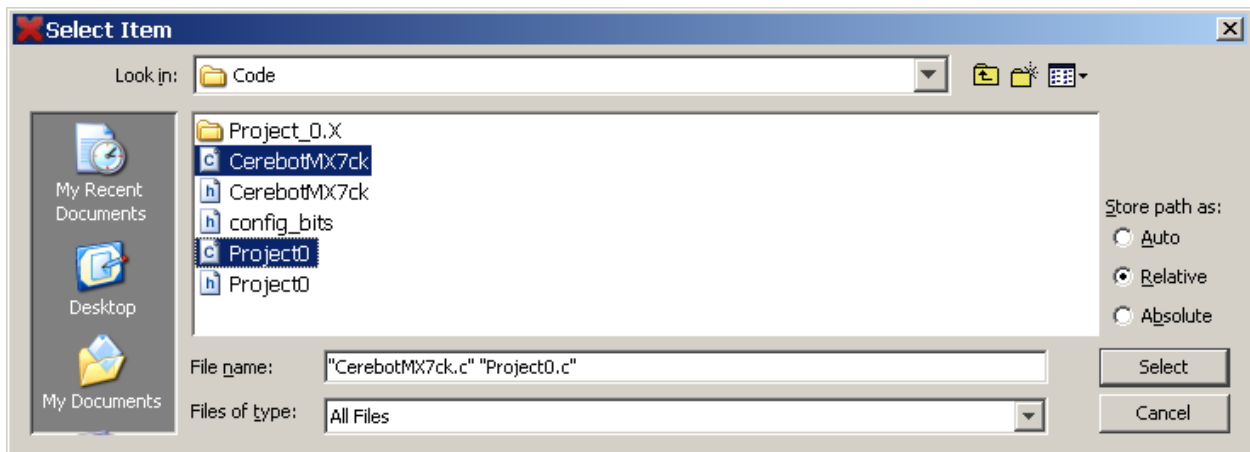 Select Item
Look in: Code
Project_0.X
CerebotMX7ck
CerebotMX7ck
config_bits
Project0
Project0
My Recent
Documents
Desktop
My Documents
Store path as:
Auto
Relative
Absolute
File name: "CerebotMX7ck.c" "Project0.c"
Select
Files of type: All Files
Cancel